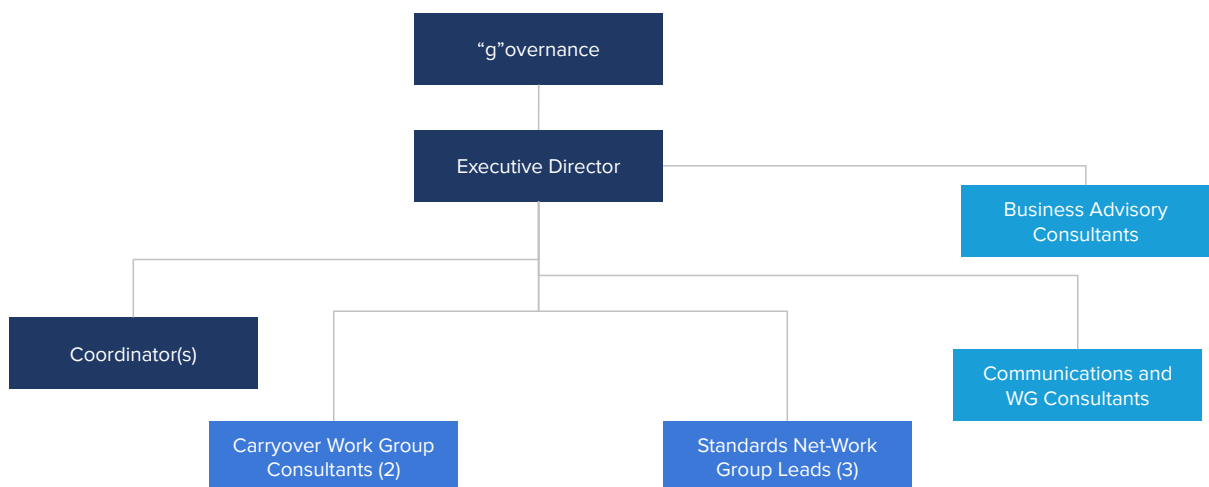 “g”overnance
Executive Director
Business Advisory
Consultants
Coordinator(s)
Communications and
WG Consultants
Carryover Work Group
Consultants (2)
Standards Net-Work
Group Leads (3)